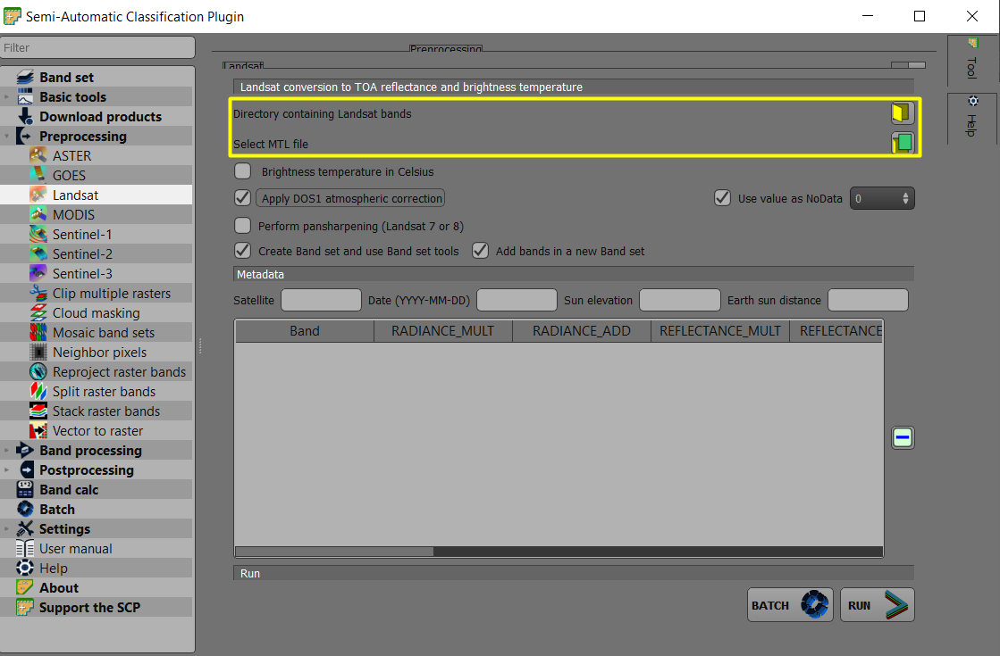 Semi-Automatic Classification Plugin
Filter
Band set
Basic tools
Download products
Preprocessing
ASTER
GOES
Landsat
MODIS
Sentinel-1
Sentinel-2
Sentinel-3
Clip multiple rasters
Cloud masking
Mosaic band sets
Neighbor pixels
Reproject raster bands
Split raster bands
Stack raster bands
Vector to raster
Band processing
Postprocessing
Band calc
Batch
Settings
User manual
Help
About
Support the SCP
Preprocessing
Landsat
Landsat conversion to TOA reflectance and brightness temperature
Directory containing Landsat bands
Select MTL file
Brightness temperature in Celsius
Apply DOS1 atmospheric correction Use value as NoData 0
Perform pansharpening (Landsat 7 or 8)
Create Band set and use Band set tools Add bands in a new Band set
Metadata
Satellite Date (YYYY-MM-DD) Sun elevation Earth sun distance
Band RADIANCE_MULT RADIANCE_ADD REFLECTANCE_MULT REFLECTANCE
Run
BATCH RUN
Tool
Help